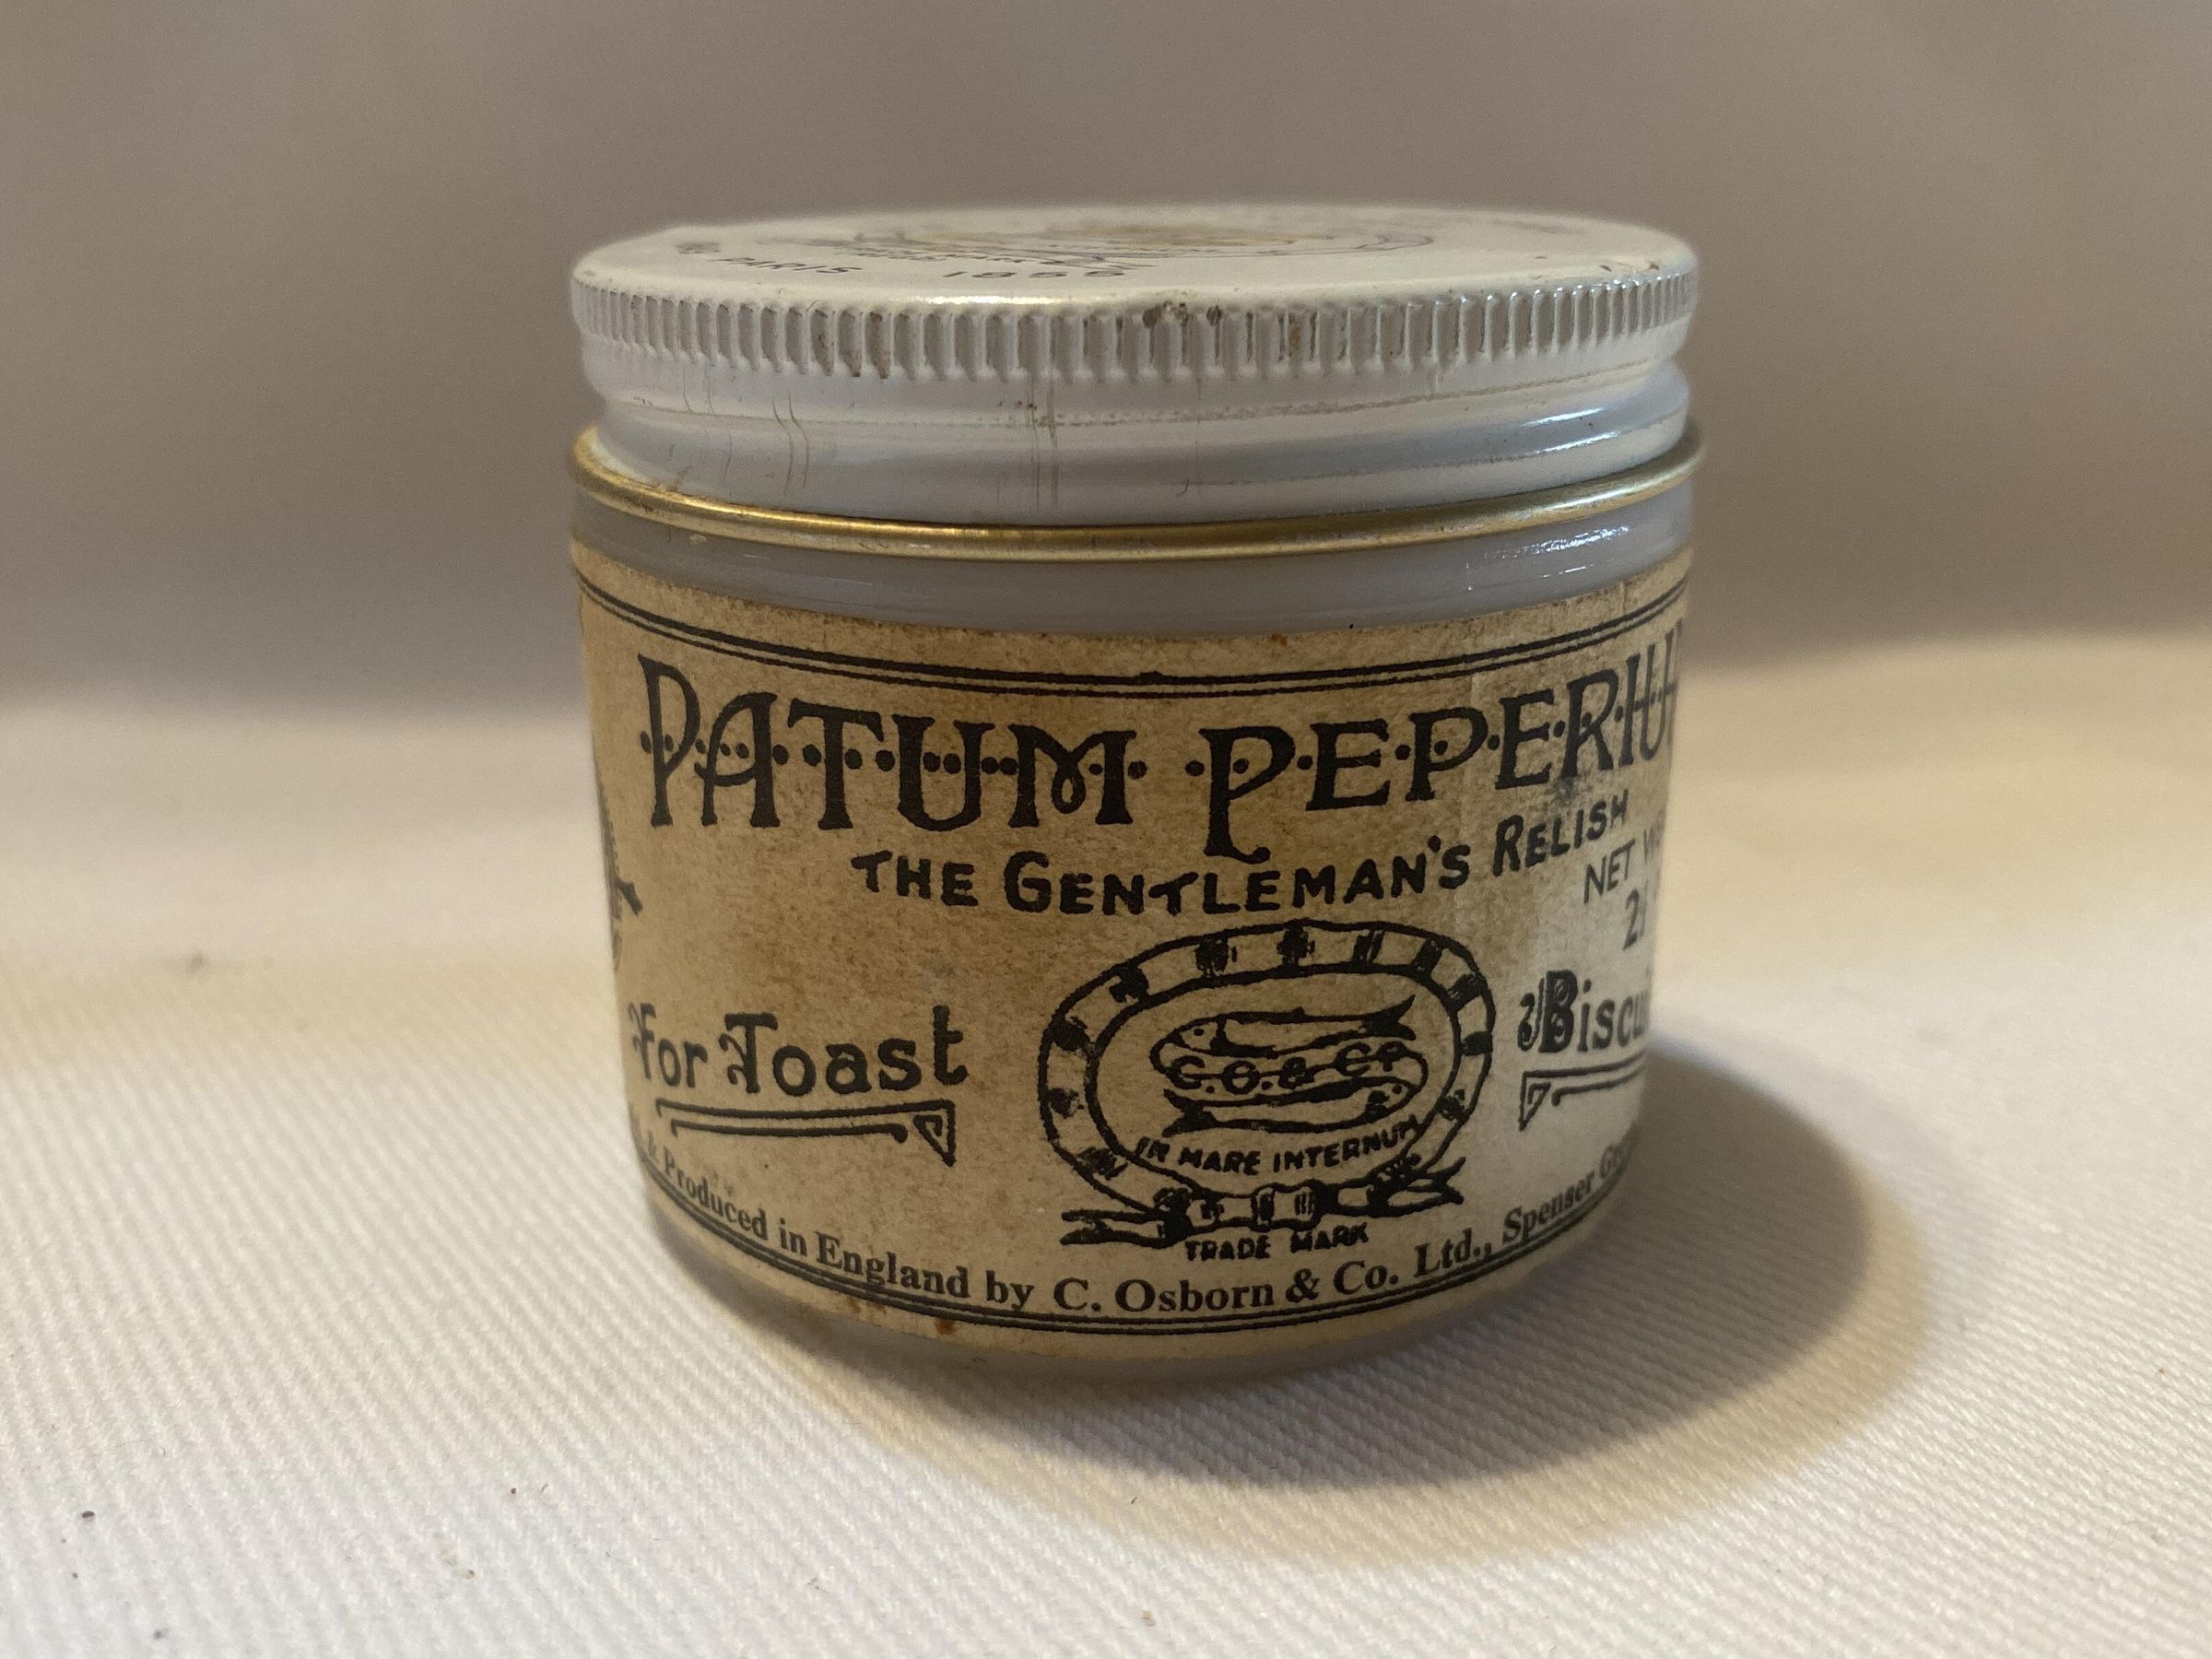 PARIS 1855
PATUM PEPERIUM
THE GENTLEMAN'S RELISH
NET
For Toast
C.O.& Co
IN MARE INTERNUM
TRADE MARK
& Produced in England by C. Osborn & Co. Ltd., Spenser